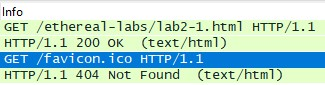 Info
GET /ethereal-labs/lab2-1.html HTTP/1.1
HTTP/1.1 200 OK  (text/html)
GET /favicon.ico HTTP/1.1
HTTP/1.1 404 Not Found  (text/html)